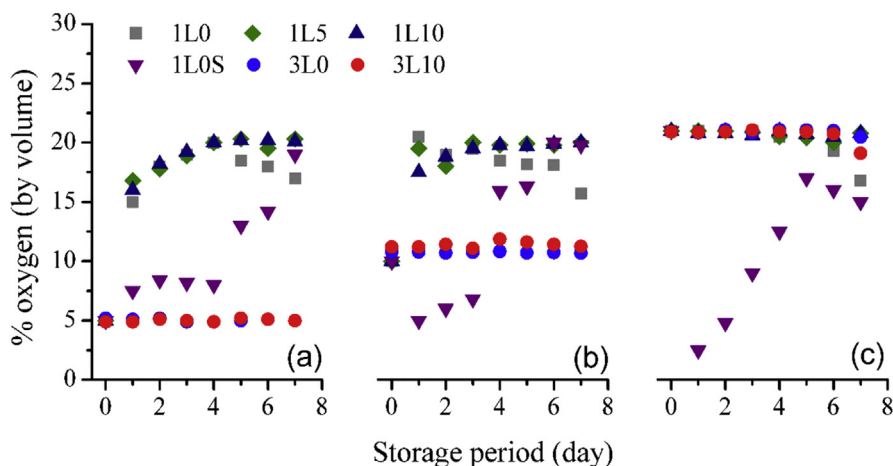 30
1L0 1L5 1L10
1L0S 3L0 3L10
25
20
15
10
5
0
% oxygen (by volume)
(a) (b) (c)
0 2 4 6 8 0 2 4 6 8 0 2 4 6 8
Storage period (day)